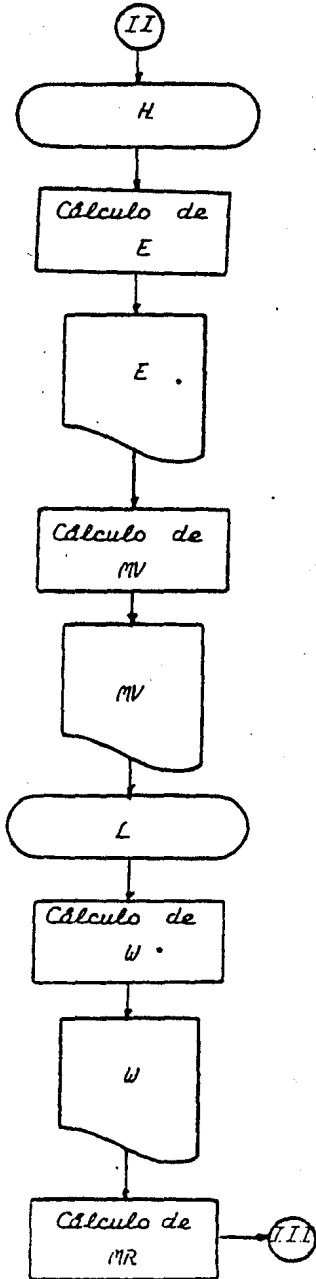 II
H
Cálculo de
E
E
Cálculo de
MV
MV
L
Cálculo de
W
W
Cálculo de
MR
III